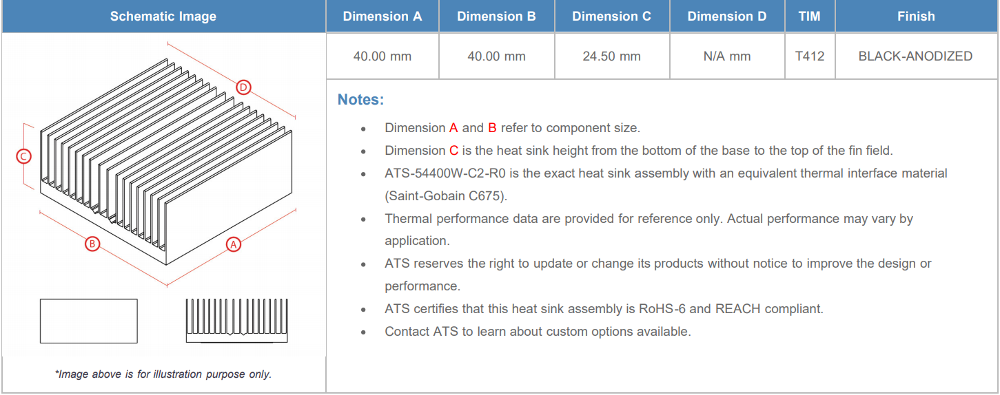 Schematic Image
Dimension A
Dimension B
Dimension C
Dimension D
TIM
Finish
40.00 mm
40.00 mm
24.50 mm
N/A mm
T412
BLACK-ANODIZED
D
C
B
A
*Image above is for illustration purpose only.
Notes:
• Dimension A and B refer to component size.
• Dimension C is the heat sink height from the bottom of the base to the top of the fin field.
• ATS-54400W-C2-R0 is the exact heat sink assembly with an equivalent thermal interface material
(Saint-Gobain C675).
• Thermal performance data are provided for reference only. Actual performance may vary by
application.
• ATS reserves the right to update or change its products without notice to improve the design or
performance.
• ATS certifies that this heat sink assembly is RoHS-6 and REACH compliant.
• Contact ATS to learn about custom options available.